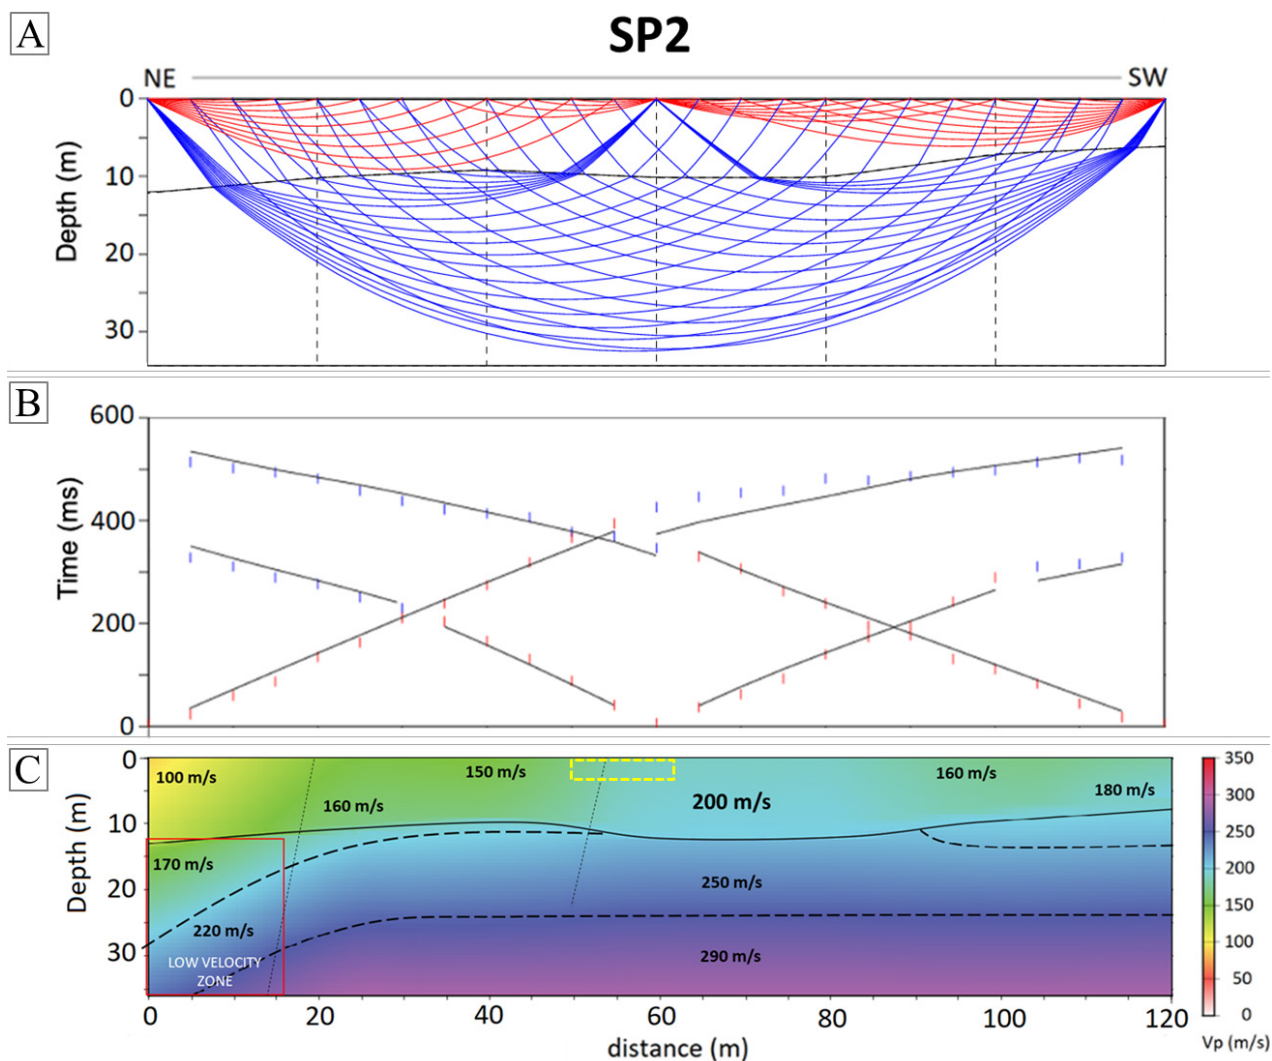 A
SP2
NE
SW
Depth (m)
0
10
20
30
B
Time (ms)
600
400
200
0
C
Depth (m)
0
10
20
30
100 m/s
150 m/s
160 m/s
200 m/s
160 m/s
180 m/s
170 m/s
250 m/s
220 m/s
290 m/s
LOW VELOCITY
ZONE
350
300
250
200
150
100
50
0
Vp (m/s)
0
20
40
60
80
100
120
distance (m)